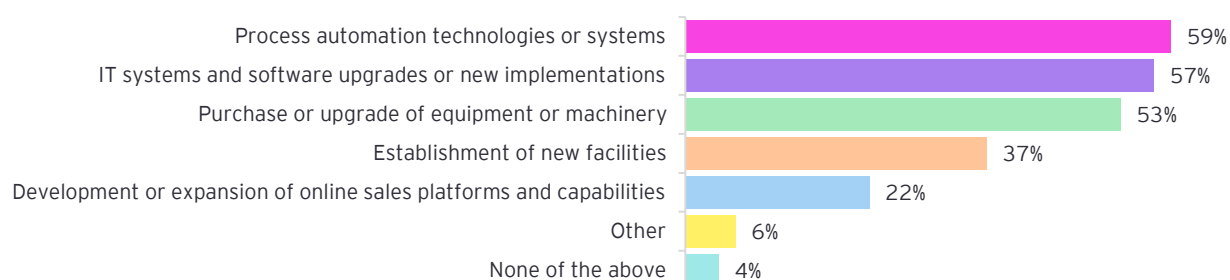 Process automation technologies or systems 59%
IT systems and software upgrades or new implementations 57%
Purchase or upgrade of equipment or machinery 53%
Establishment of new facilities 37%
Development or expansion of online sales platforms and capabilities 22%
Other 6%
None of the above 4%